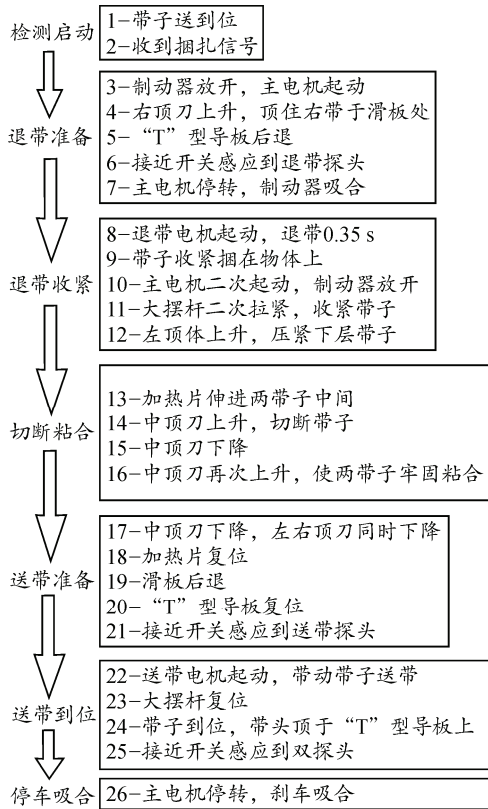 检测启动
1-带子送到位
2-收到捆扎信号
退带准备
3-制动器放开，主电机起动
4-右顶刀上升，顶住右带于滑板处
5-“T”型导板后退
6-接近开关感应到退带探头
7-主电机停转，制动器吸合
退带收紧
8-退带电机起动，退带0.35 s
9-带子收紧捆在物体上
10-主电机二次起动，制动器放开
11-大摆杆二次拉紧，收紧带子
12-左顶体上升，压紧下层带子
切断粘合
13-加热片伸进两带子中间
14-中顶刀上升，切断带子
15-中顶刀下降
16-中顶刀再次上升，使两带子牢固粘合
送带准备
17-中顶刀下降，左右顶刀同时下降
18-加热片复位
19-滑板后退
20-“T”型导板复位
21-接近开关感应到送带探头
送带到位
22-送带电机起动，带动带子送带
23-大摆杆复位
24-带子到位，带头顶于“T”型导板上
25-接近开关感应到双探头
停车吸合
26-主电机停转，刹车吸合